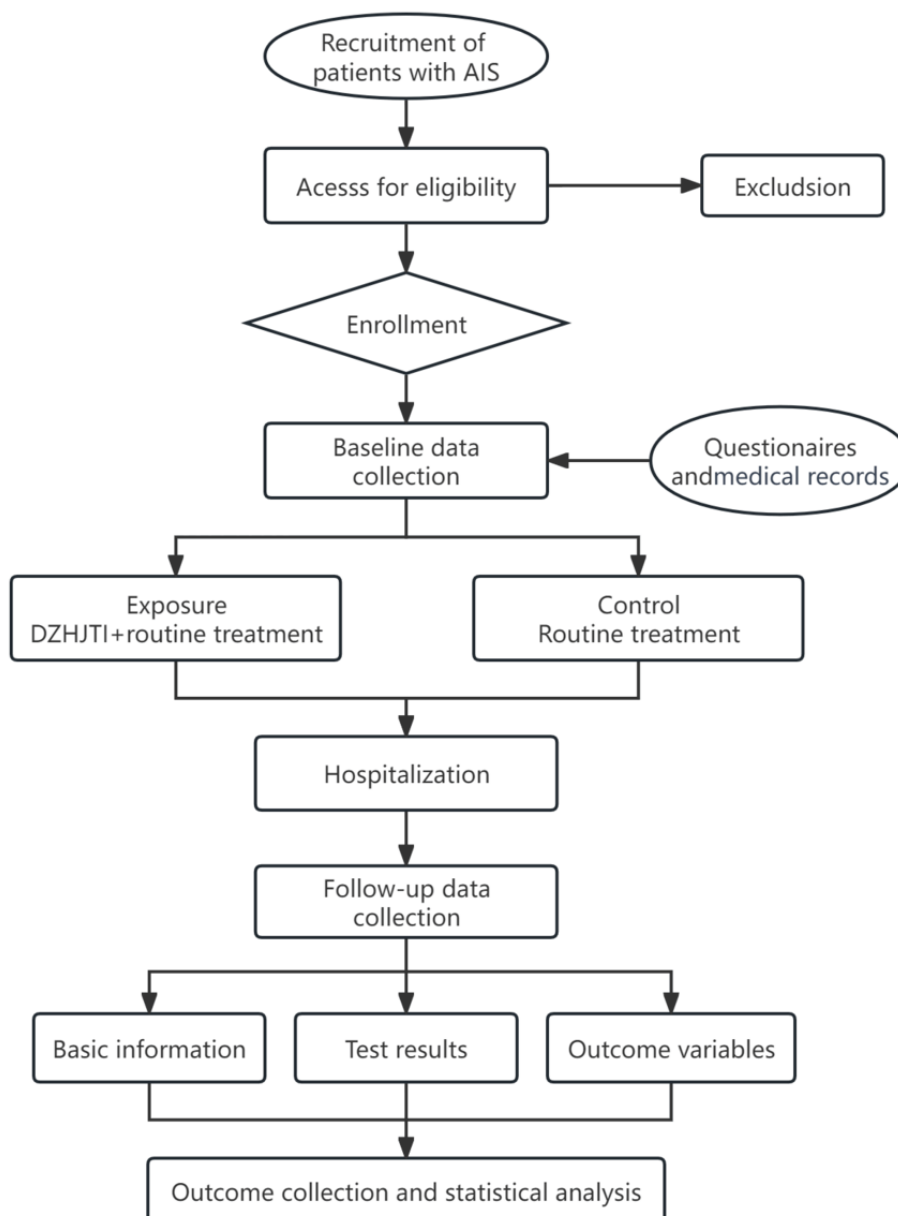 Recruitment of
patients with AIS
Acesss for eligibility
Excludsion
Enrollment
Baseline data
collection
Questionaires
andmedical records
Exposure
DZHJTI+routine treatment
Control
Routine treatment
Hospitalization
Follow-up data
collection
Basic information
Test results
Outcome variables
Outcome collection and statistical analysis